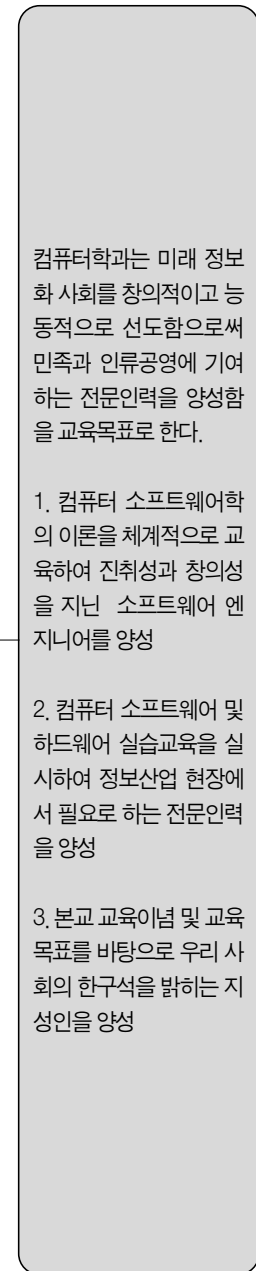 컴퓨터학과는 미래 정보
화 사회를 창의적이고 능
동적으로 선도함으로써
민족과 인류공영에 기여
하는 전문인력을 양성함
을 교육목표로 한다.
1. 컴퓨터 소프트웨어학
의 이론을 체계적으로 교
육하여 진취성과 창의성
을 지닌 소프트웨어 엔
지니어를 양성
2. 컴퓨터 소프트웨어 및
하드웨어 실습교육을 실
시하여 정보산업 현장에
서 필요로 하는 전문인력
을 양성
3. 본교 교육이념 및 교육
목표를 바탕으로 우리 사
회의 한구석을 밝히는 지
성인을 양성